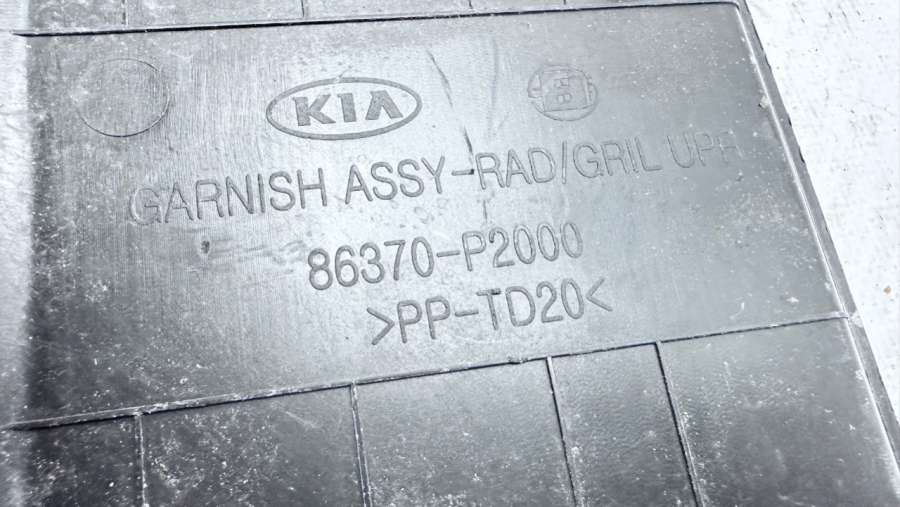 KIA
GARNISH ASSY-RAD/GRIL UPR
86370-P2000
>PP-TD20<